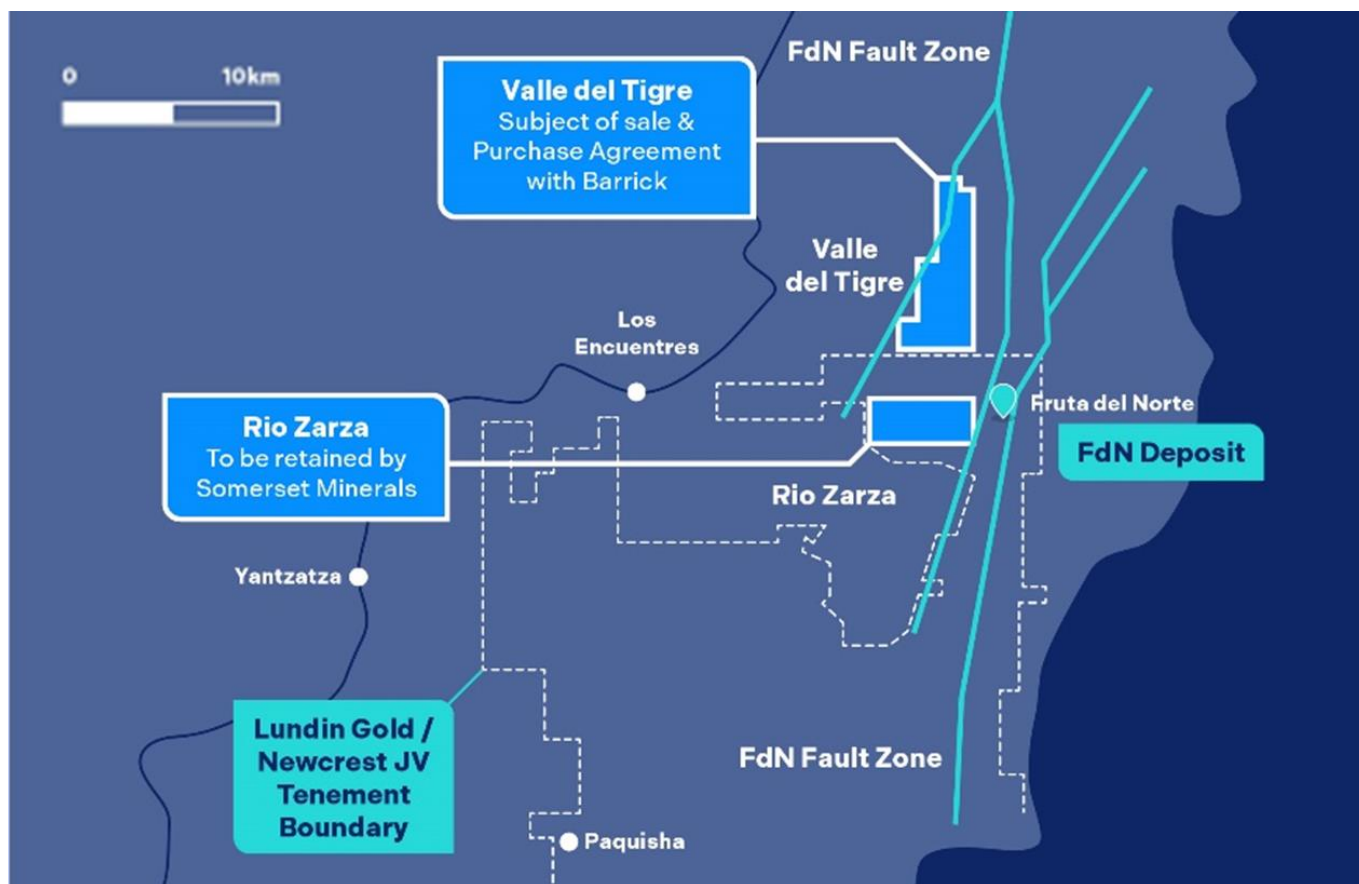 0 10km
FdN Fault Zone
Valle del Tigre
Subject of sale &
Purchase Agreement
with Barrick
Valle
del Tigre
Los
Encuentres
Rio Zarza
To be retained by
Somerset Minerals
Fruta del Norte
FdN Deposit
Rio Zarza
Yantzatza
Lundin Gold /
Newcrest JV
Tenement
Boundary
FdN Fault Zone
Paquisha